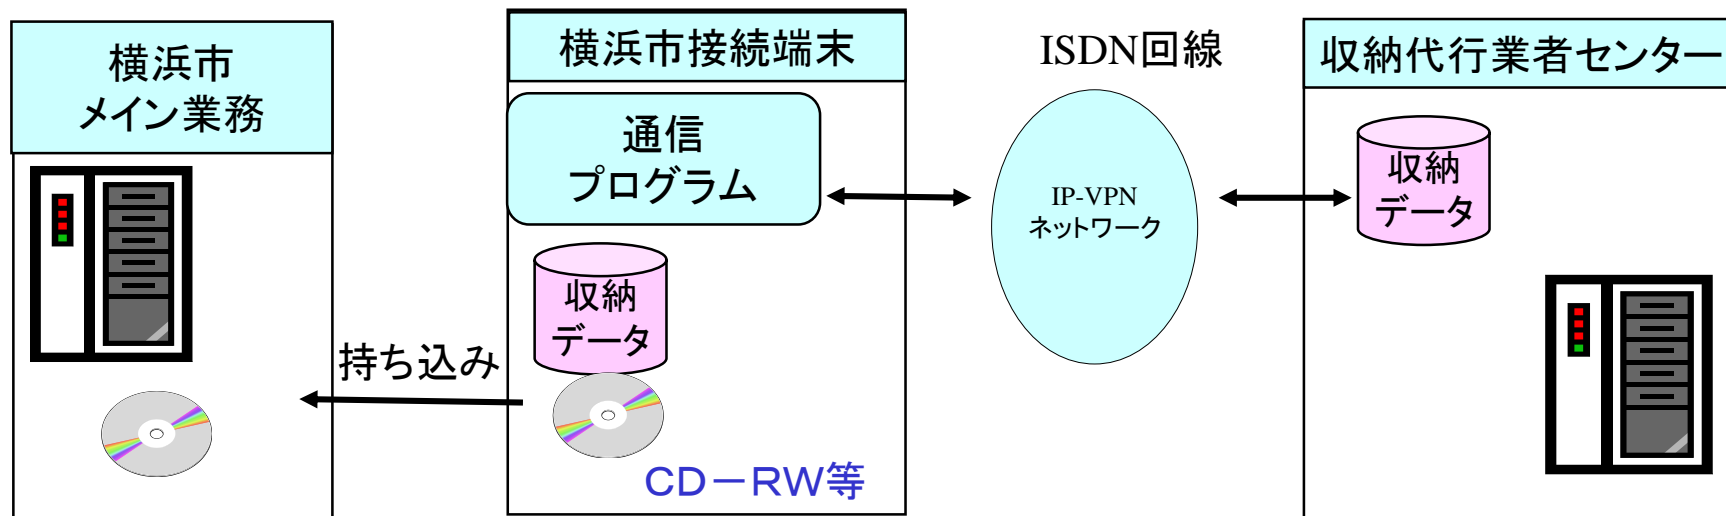 横浜市
メイン業務
横浜市接続端末
通信
プログラム
収納
データ
持ち込み
CD－RW等
ISDN回線
IP-VPN
ネットワーク
収納代行業者センター
収納
データ